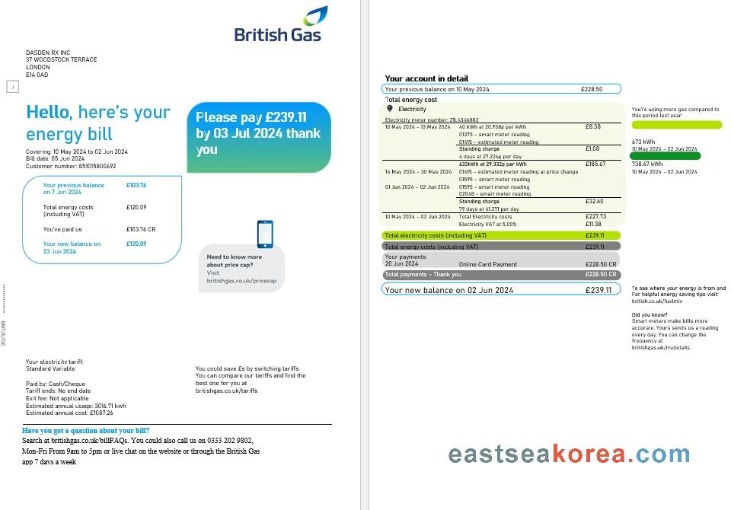 British Gas
DASDEN RX INC
37 WOODSTOCK TERRACE
LONDON
E14 0AD
Hello, here's your
energy bill
Covering: 10 May 2024 to 02 Jun 2024
Bill date: 05 Jun 2024
Customer number: 851015800692
Please pay £239.11
by 03 Jul 2024 thank
you
Your previous balance £103.76
on 7 Jun 2024
Total energy costs £120.09
(including VAT)
You've paid us £103.76 CR
Your new balance on £120.09
23 Jun 2024
Need to know more
about price cap?
Visit
britishgas.co.uk/pricecap
Your electricity tariff:
Standard Variable
Paid by: Cash/Cheque
Tariff ends: No end date
Exit fee: Not applicable
Estimated annual usage: 3016.71 kwh
Estimated annual cost: £1087.26
You could save £s by switching tariffs
You can compare our tariffs and find the
best one for you at
britishgas.co.uk/tariffs
Have you got a question about your bill?
Search at britishgas.co.uk/billFAQs. You could also call us on 0333 202 9802,
Mon-Fri From 9am to 5pm or live chat on the website or through the British Gas
app 7 days a week
Your account in detail
Your previous balance on 10 May 2024 £228.50
Total energy cost
Electricity
Electricity meter number:
10 May 2024 - 13 May 2024 40 kWh at 20.938p per kWh £8.38
01375 - smart meter reading
01415 - estimated meter reading
Standing charge £1.08
4 days at 27.224p per day
633kWh at 29.332p per kWh £185.67
14 May 2024 - 30 May 2024 01415 - estimated meter reading at price change
01595 - smart meter reading
01 Jun 2024 - 02 Jun 2024 01595 - smart meter reading
02048 - smart meter reading
Standing charge £32.60
79 days at 41.271 per day
10 May 2024 - 02 Jun 2024 Total Electricity costs £227.73
Electricity VAT at 5.00% £11.38
Total electricity costs (including VAT) £239.11
Total energy costs (including VAT) £239.11
Your payments
20 Jun 2024 Online Card Payment £228.50 CR
Total payments - Thank you £228.50 CR
Your new balance on 02 Jun 2024 £239.11
You're using more gas compared to
this period last year:
673 kWh
10 May 2024 - 02 Jun 2024
738.67 kWh
10 May 2024 - 02 Jun 2024
To see where your energy is from and
For helpful energy saving tips visit:
british.co.uk/fuelmix
Did you know?
Smart meters make bills more
accurate. Yours sends us a reading
every day. You can change the
frequency at
britishgas.co.uk/mydetails
eastseakorea.com